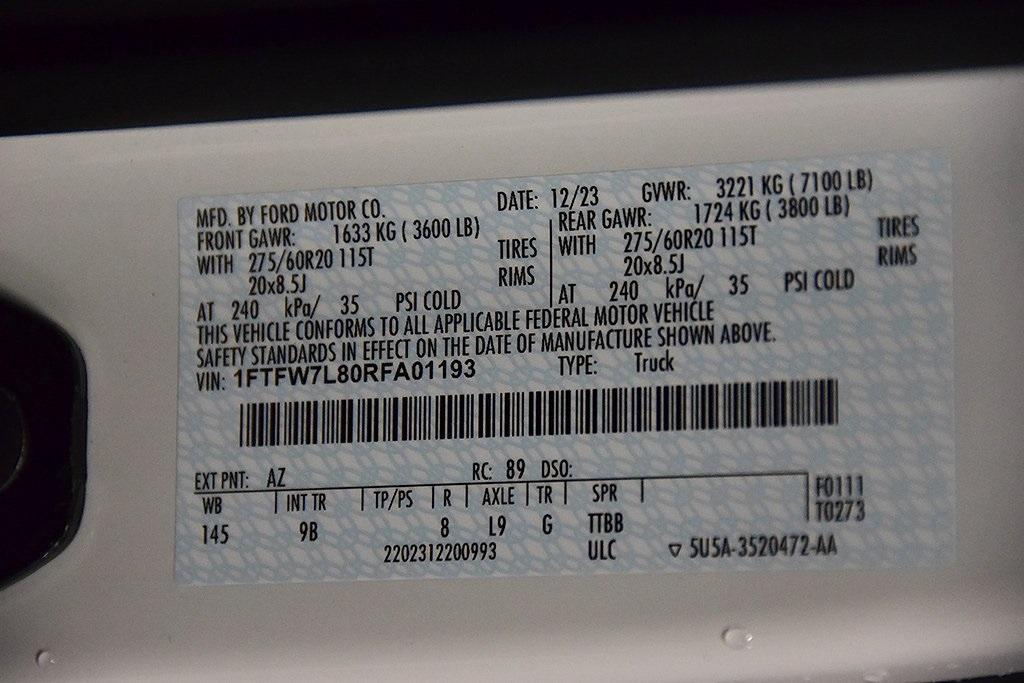 MFD. BY FORD MOTOR CO. DATE: 12/23 GVWR: 3221 KG ( 7100 LB)
FRONT GAWR: 1633 KG ( 3600 LB) REAR GAWR: 1724 KG ( 3800 LB)
WITH 275/60R20 115T TIRES WITH 275/60R20 115T TIRES
20x8.5J RIMS 20x8.5J RIMS
AT 240 kPa/ 35 PSI COLD AT 240 kPa/ 35 PSI COLD
THIS VEHICLE CONFORMS TO ALL APPLICABLE FEDERAL MOTOR VEHICLE
SAFETY STANDARDS IN EFFECT ON THE DATE OF MANUFACTURE SHOWN ABOVE.
VIN: 1FTFW7L80RFA01193 TYPE: Truck
EXT PNT: AZ RC: 89 DSO:
WB INT TR TP/PS R AXLE TR SPR F0111
145 9B 8 L9 G TTBB T0273
2202312200993 ULC ▽ 5U5A-3520472-AA